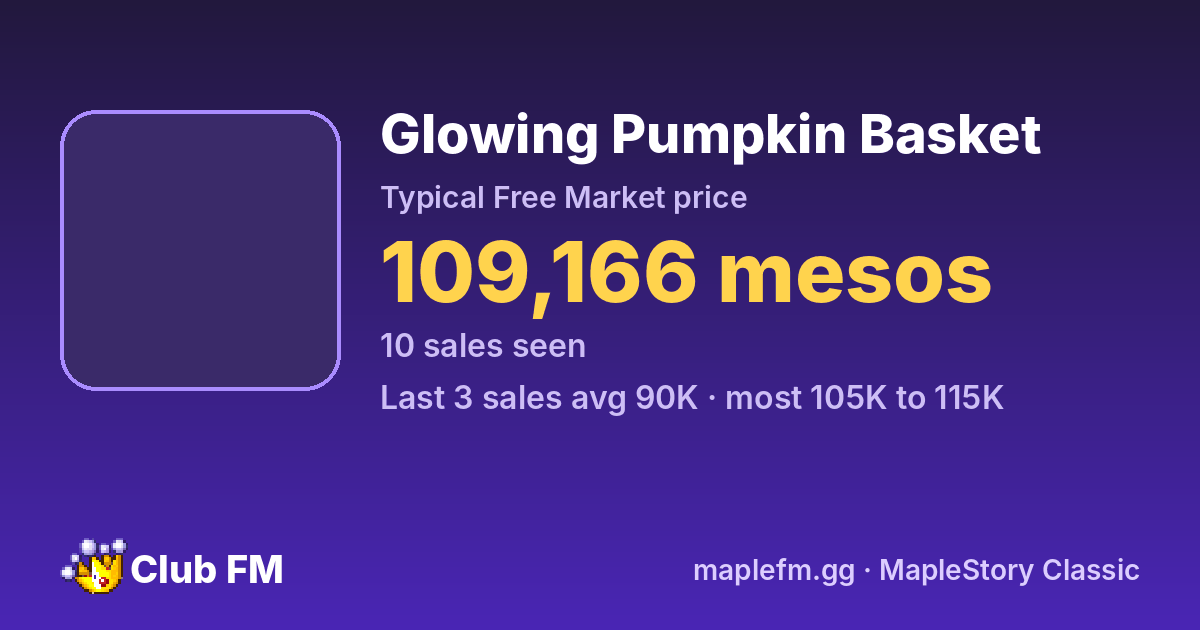 Glowing Pumpkin Basket
Typical Free Market price
109,166 mesos
10 sales seen
Last 3 sales avg 90K · most 105K to 115K
Club FM
maplefm.gg · MapleStory Classic